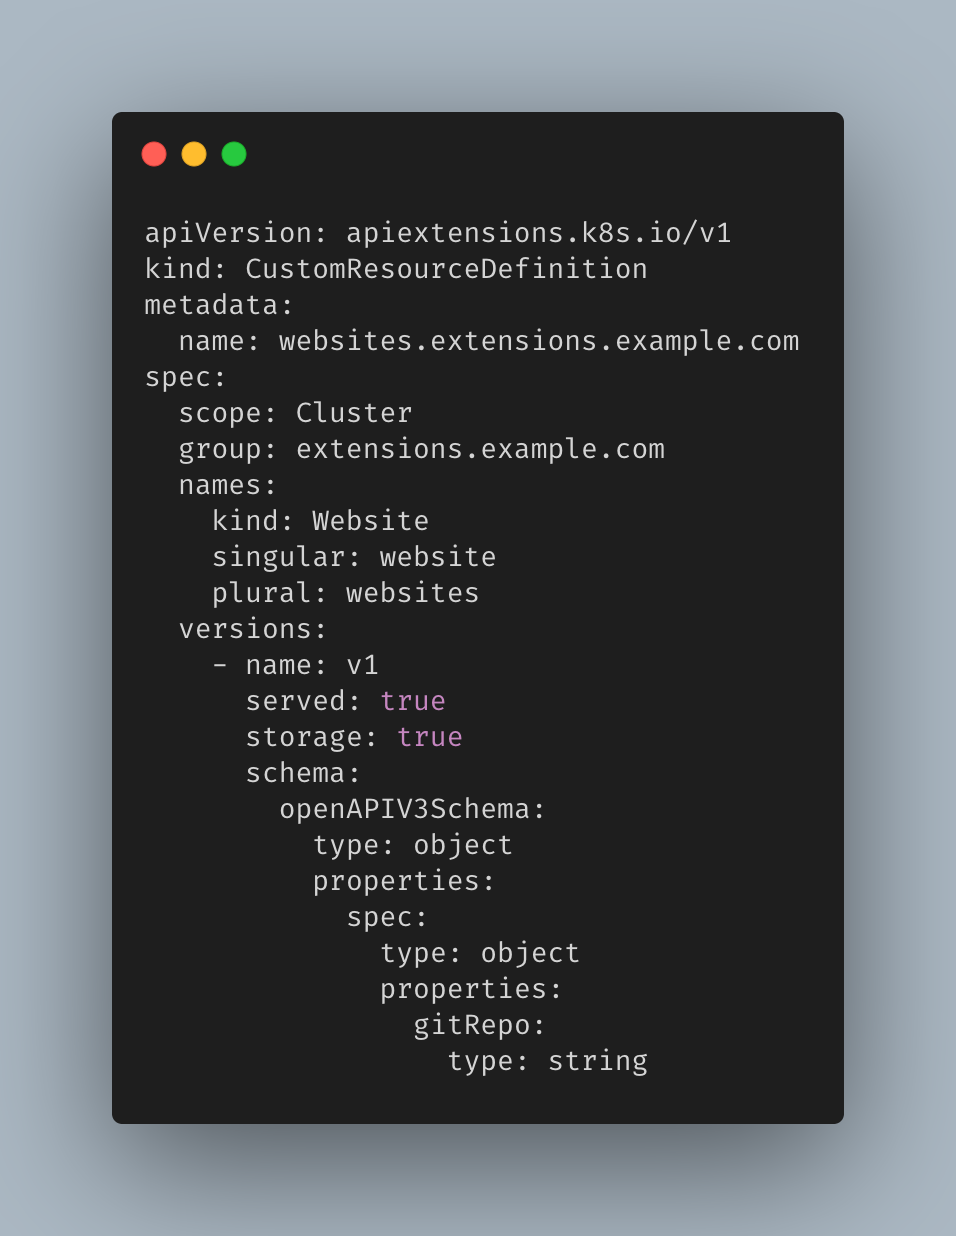 apiVersion: apiextensions.k8s.io/v1
kind: CustomResourceDefinition
metadata:
  name: websites.extensions.example.com
spec:
  scope: Cluster
  group: extensions.example.com
  names:
    kind: Website
    singular: website
    plural: websites
  versions:
    - name: v1
      served: true
      storage: true
      schema:
        openAPIV3Schema:
          type: object
          properties:
            spec:
              type: object
              properties:
                gitRepo:
                  type: string